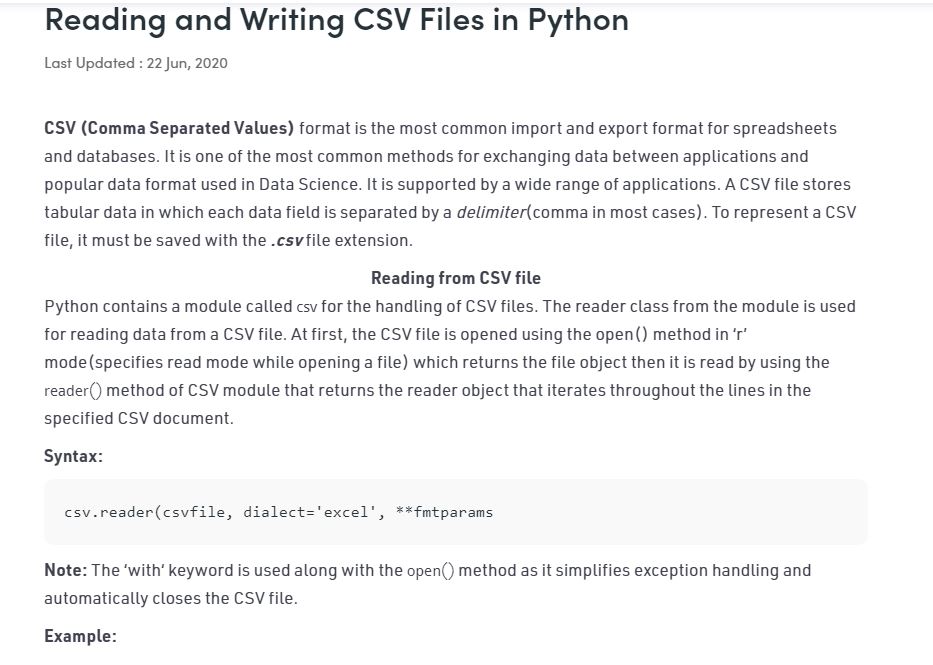 Reading and Writing CSV Files in Python
Last Updated : 22 Jun, 2020
CSV (Comma Separated Values) format is the most common import and export format for spreadsheets
and databases. It is one of the most common methods for exchanging data between applications and
popular data format used in Data Science. It is supported by a wide range of applications. A CSV file stores
tabular data in which each data field is separated by a delimiter(comma in most cases). To represent a CSV
file, it must be saved with the .csv file extension.
Reading from CSV file
Python contains a module called csv for the handling of CSV files. The reader class from the module is used
for reading data from a CSV file. At first, the CSV file is opened using the open() method in ‘r’
mode(specifies read mode while opening a file) which returns the file object then it is read by using the
reader() method of CSV module that returns the reader object that iterates throughout the lines in the
specified CSV document.
Syntax:
csv.reader(csvfile, dialect='excel', **fmtparams
Note: The ‘with‘ keyword is used along with the open() method as it simplifies exception handling and
automatically closes the CSV file.
Example: